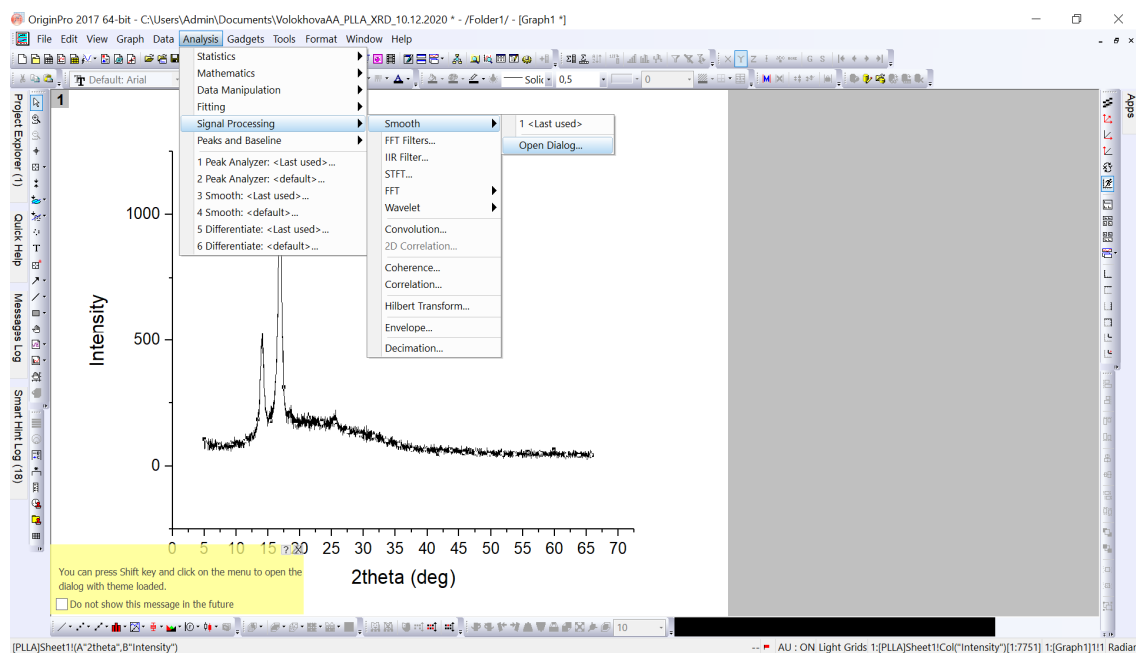 OriginPro 2017 64-bit - C:\Users\Admin\Documents\VolokhovaAA_PLLA_XRD_10.12.2020 * - /Folder1/ - [Graph1 *]
File Edit View Graph Data Analysis Gadgets Tools Format Window Help
Default: Arial
Solic 0,5
0
X Y Z
G S
Project Explorer (1)
Quick Help
Messages Log
Smart Hint Log (18)
Apps
1
Statistics
Mathematics
Data Manipulation
Fitting
Signal Processing
Peaks and Baseline
1 Peak Analyzer: <Last used>...
2 Peak Analyzer: <default>...
3 Smooth: <Last used>...
4 Smooth: <default>...
5 Differentiate: <Last used>...
6 Differentiate: <default>...
Smooth
FFT Filters...
IIR Filter...
STFT...
FFT
Wavelet
Convolution...
2D Correlation...
Coherence...
Correlation...
Hilbert Transform...
Envelope...
Decimation...
1 <Last used>
Open Dialog...
1000
500
0
Intensity
0 5 10 15 20 25 30 35 40 45 50 55 60 65 70
2theta (deg)
You can press Shift key and click on the menu to open the
dialog with theme loaded.
Do not show this message in the future
10
[PLLA]Sheet1!(A"2theta",B"Intensity")
-- AU : ON Light Grids 1:[PLLA]Sheet1!Col("Intensity")[1:7751] 1:[Graph1]1!1 Radian